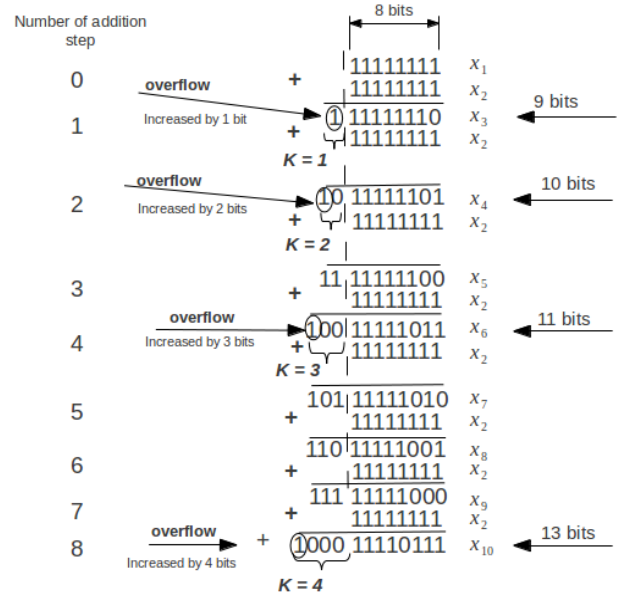 8 bits
Number of addition
step
11111111 x1
0 overflow + 11111111 x2
1 Increased by 1 bit 1 11111110 x3 9 bits
+ 11111111 x2
K = 1
overflow
2 Increased by 2 bits 10 11111101 x4 10 bits
+ 11111111 x2
K = 2
3 11 11111100 x5
+ 11111111 x2
overflow
4 Increased by 3 bits 100 11111011 x6 11 bits
+ 11111111 x2
K = 3
5 101 11111010 x7
+ 11111111 x2
6 110 11111001 x8
+ 11111111 x2
7 111 11111000 x9
+ 11111111 x2
overflow
8 + 1000 11110111 x10 13 bits
Increased by 4 bits
K = 4